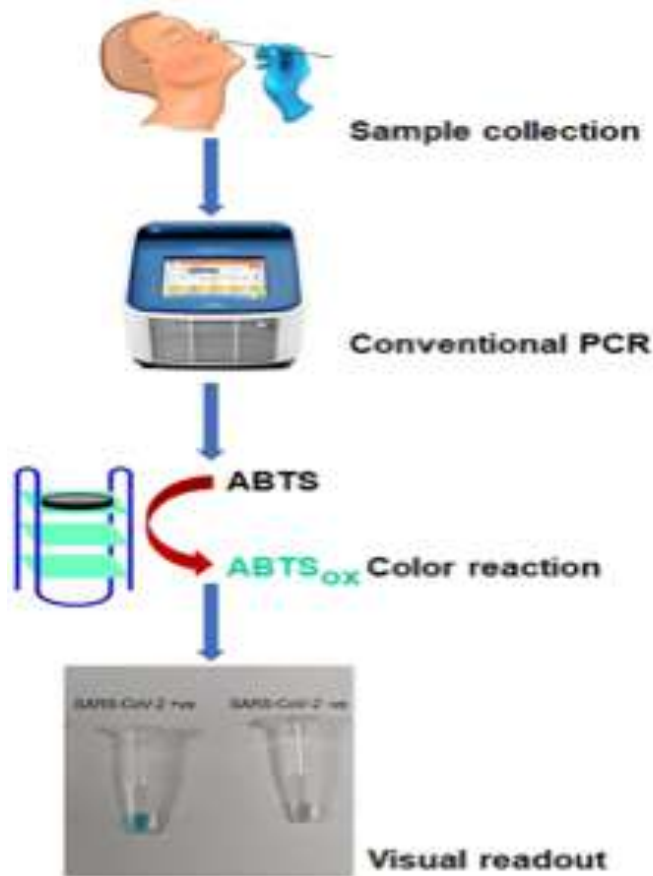 Sample collection
Conventional PCR
ABTS
ABTSox Color reaction
SARS-CoV-2 +ve SARS-CoV-2 -ve
Visual readout